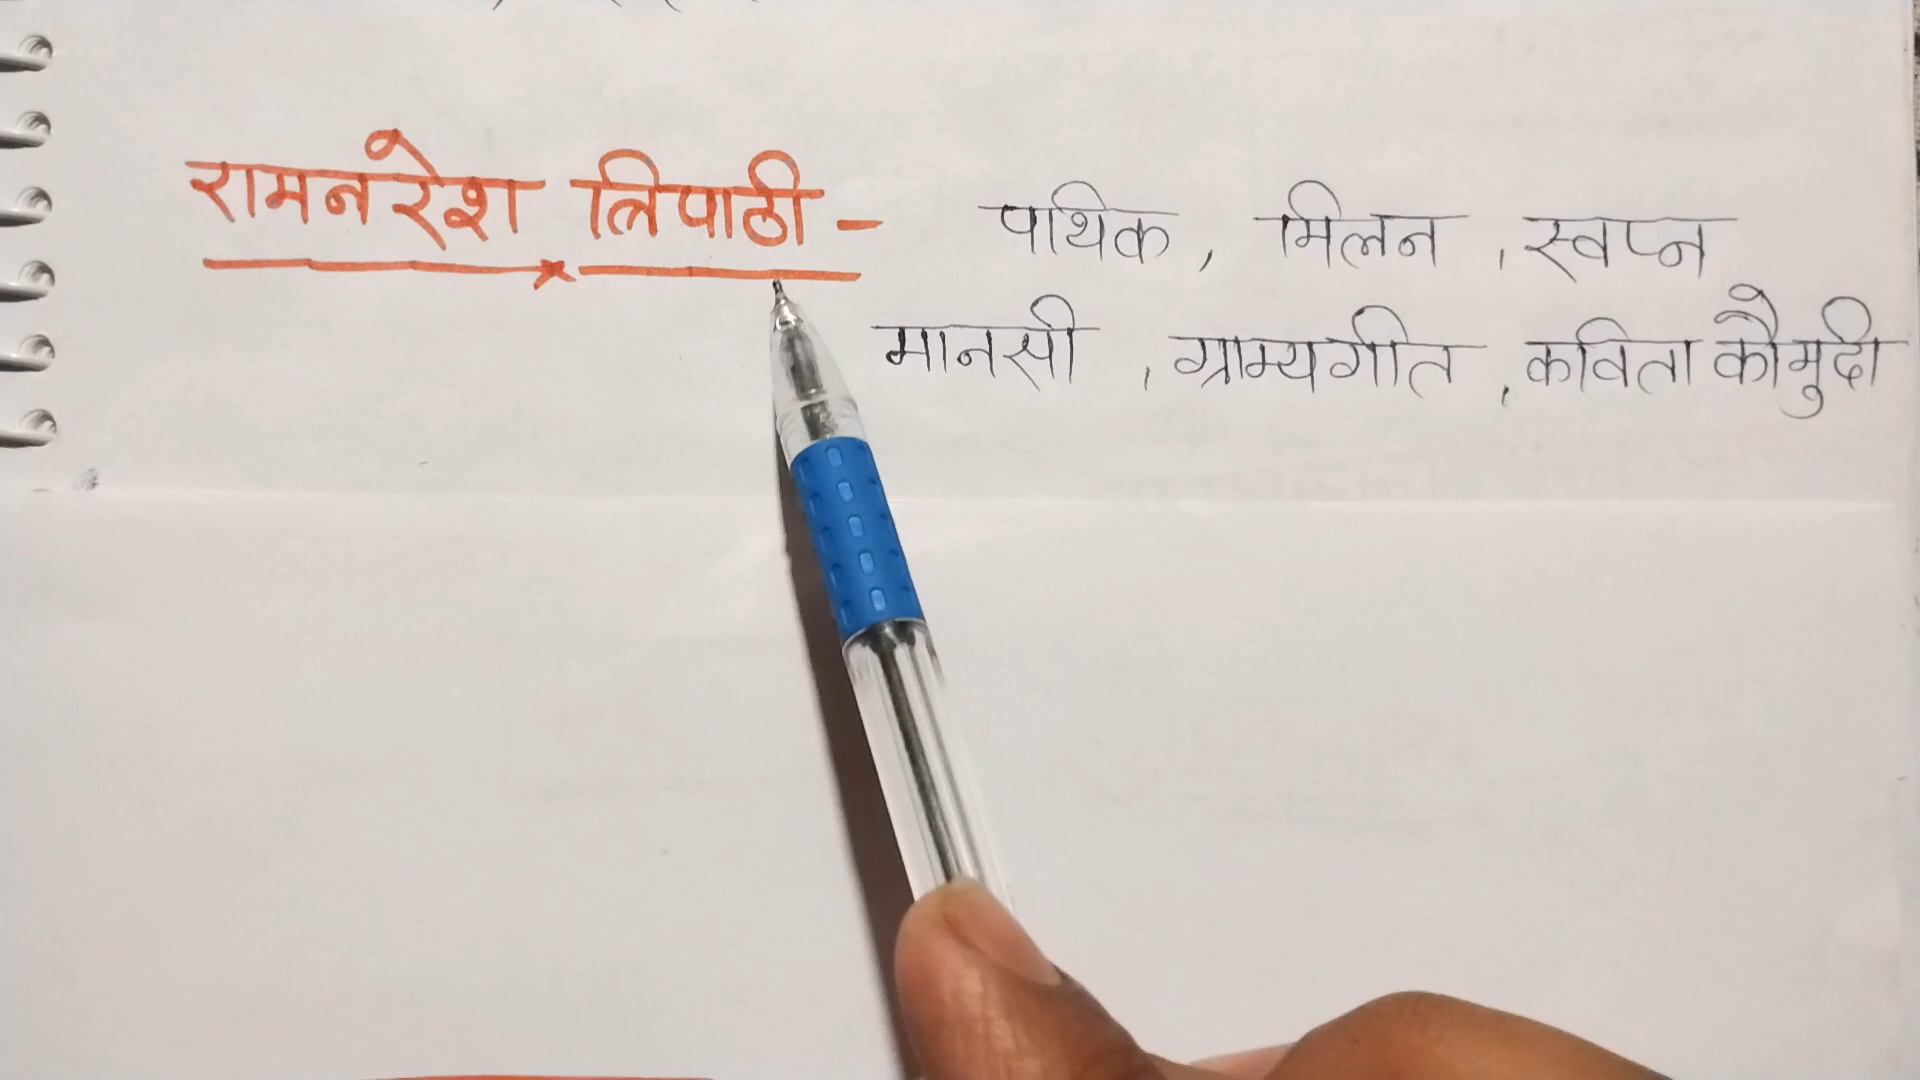 रामनरेश त्रिपाठी - पथिक, मिलन, स्वप्न
मानसी, ग्राम्यगीत, कविता कौमुदी